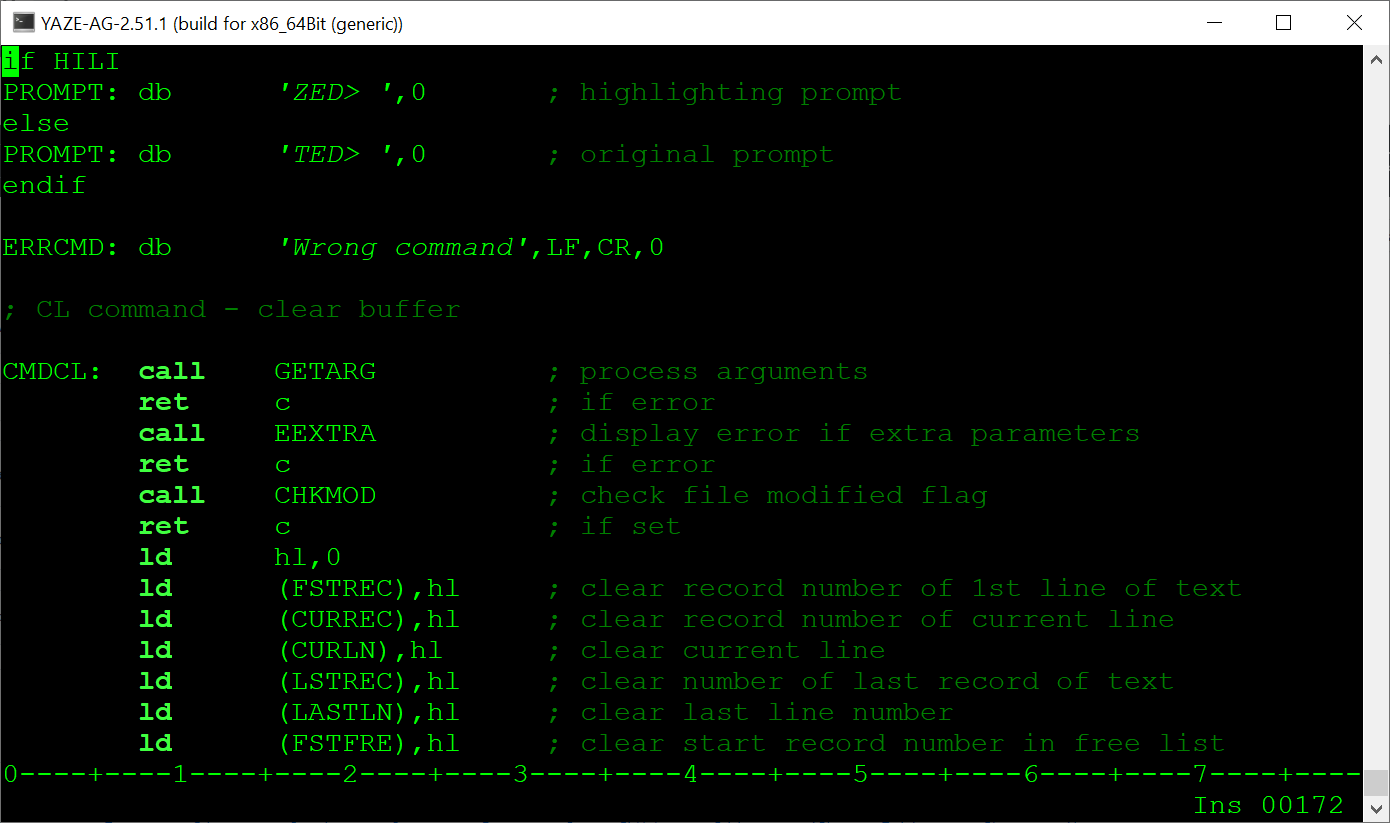 YAZE-AG-2.51.1 (build for x86_64Bit (generic))
if HILI
PROMPT: db      'ZED> ',0       ; highlighting prompt
else
PROMPT: db      'TED> ',0       ; original prompt
endif
ERRCMD: db      'Wrong command',LF,CR,0
; CL command - clear buffer
CMDCL:  call    GETARG          ; process arguments
        ret     c               ; if error
        call    EEXTRA          ; display error if extra parameters
        ret     c               ; if error
        call    CHKMOD          ; check file modified flag
        ret     c               ; if set
        ld      hl,0
        ld      (FSTREC),hl     ; clear record number of 1st line of text
        ld      (CURREC),hl     ; clear record number of current line
        ld      (CURLN),hl      ; clear current line
        ld      (LSTREC),hl     ; clear number of last record of text
        ld      (LASTLN),hl     ; clear last line number
        ld      (FSTFRE),hl     ; clear start record number in free list
0----+----1----+----2----+----3----+----4----+----5----+----6----+----7----+----
Ins 00172